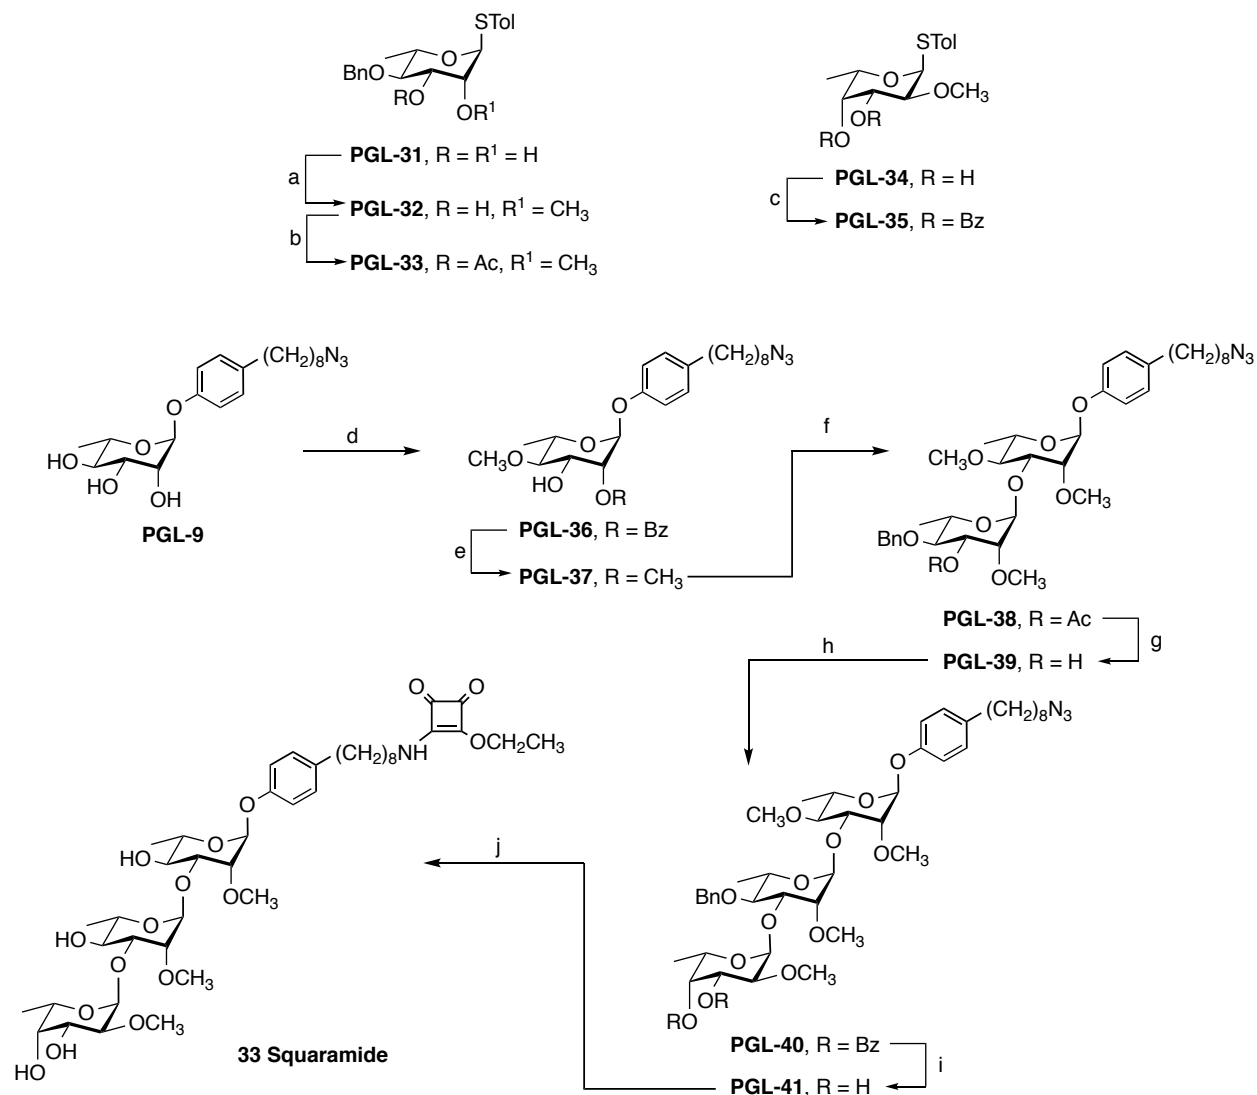 STol
O
BnO
RO
OR¹
PGL-31, R = R¹ = H
a
PGL-32, R = H, R¹ = CH₃
b
PGL-33, R = Ac, R¹ = CH₃
STol
O
OCH₃
OR
RO
PGL-34, R = H
c
PGL-35, R = Bz
(CH₂)₈N₃
O
O
HO
HO
OH
PGL-9
d
(CH₂)₈N₃
O
O
CH₃O
HO
OR
PGL-36, R = Bz
e
PGL-37, R = CH₃
f
(CH₂)₈N₃
O
O
CH₃O
O
OCH₃
O
BnO
RO
OCH₃
PGL-38, R = Ac
g
PGL-39, R = H
h
(CH₂)₈N₃
O
O
CH₃O
O
OCH₃
O
BnO
O
OCH₃
O
OCH₃
OR
RO
PGL-40, R = Bz
i
PGL-41, R = H
j
O
O
(CH₂)₈NH
OCH₂CH₃
O
O
HO
O
OCH₃
O
HO
O
OCH₃
O
OCH₃
OH
HO
33 Squaramide